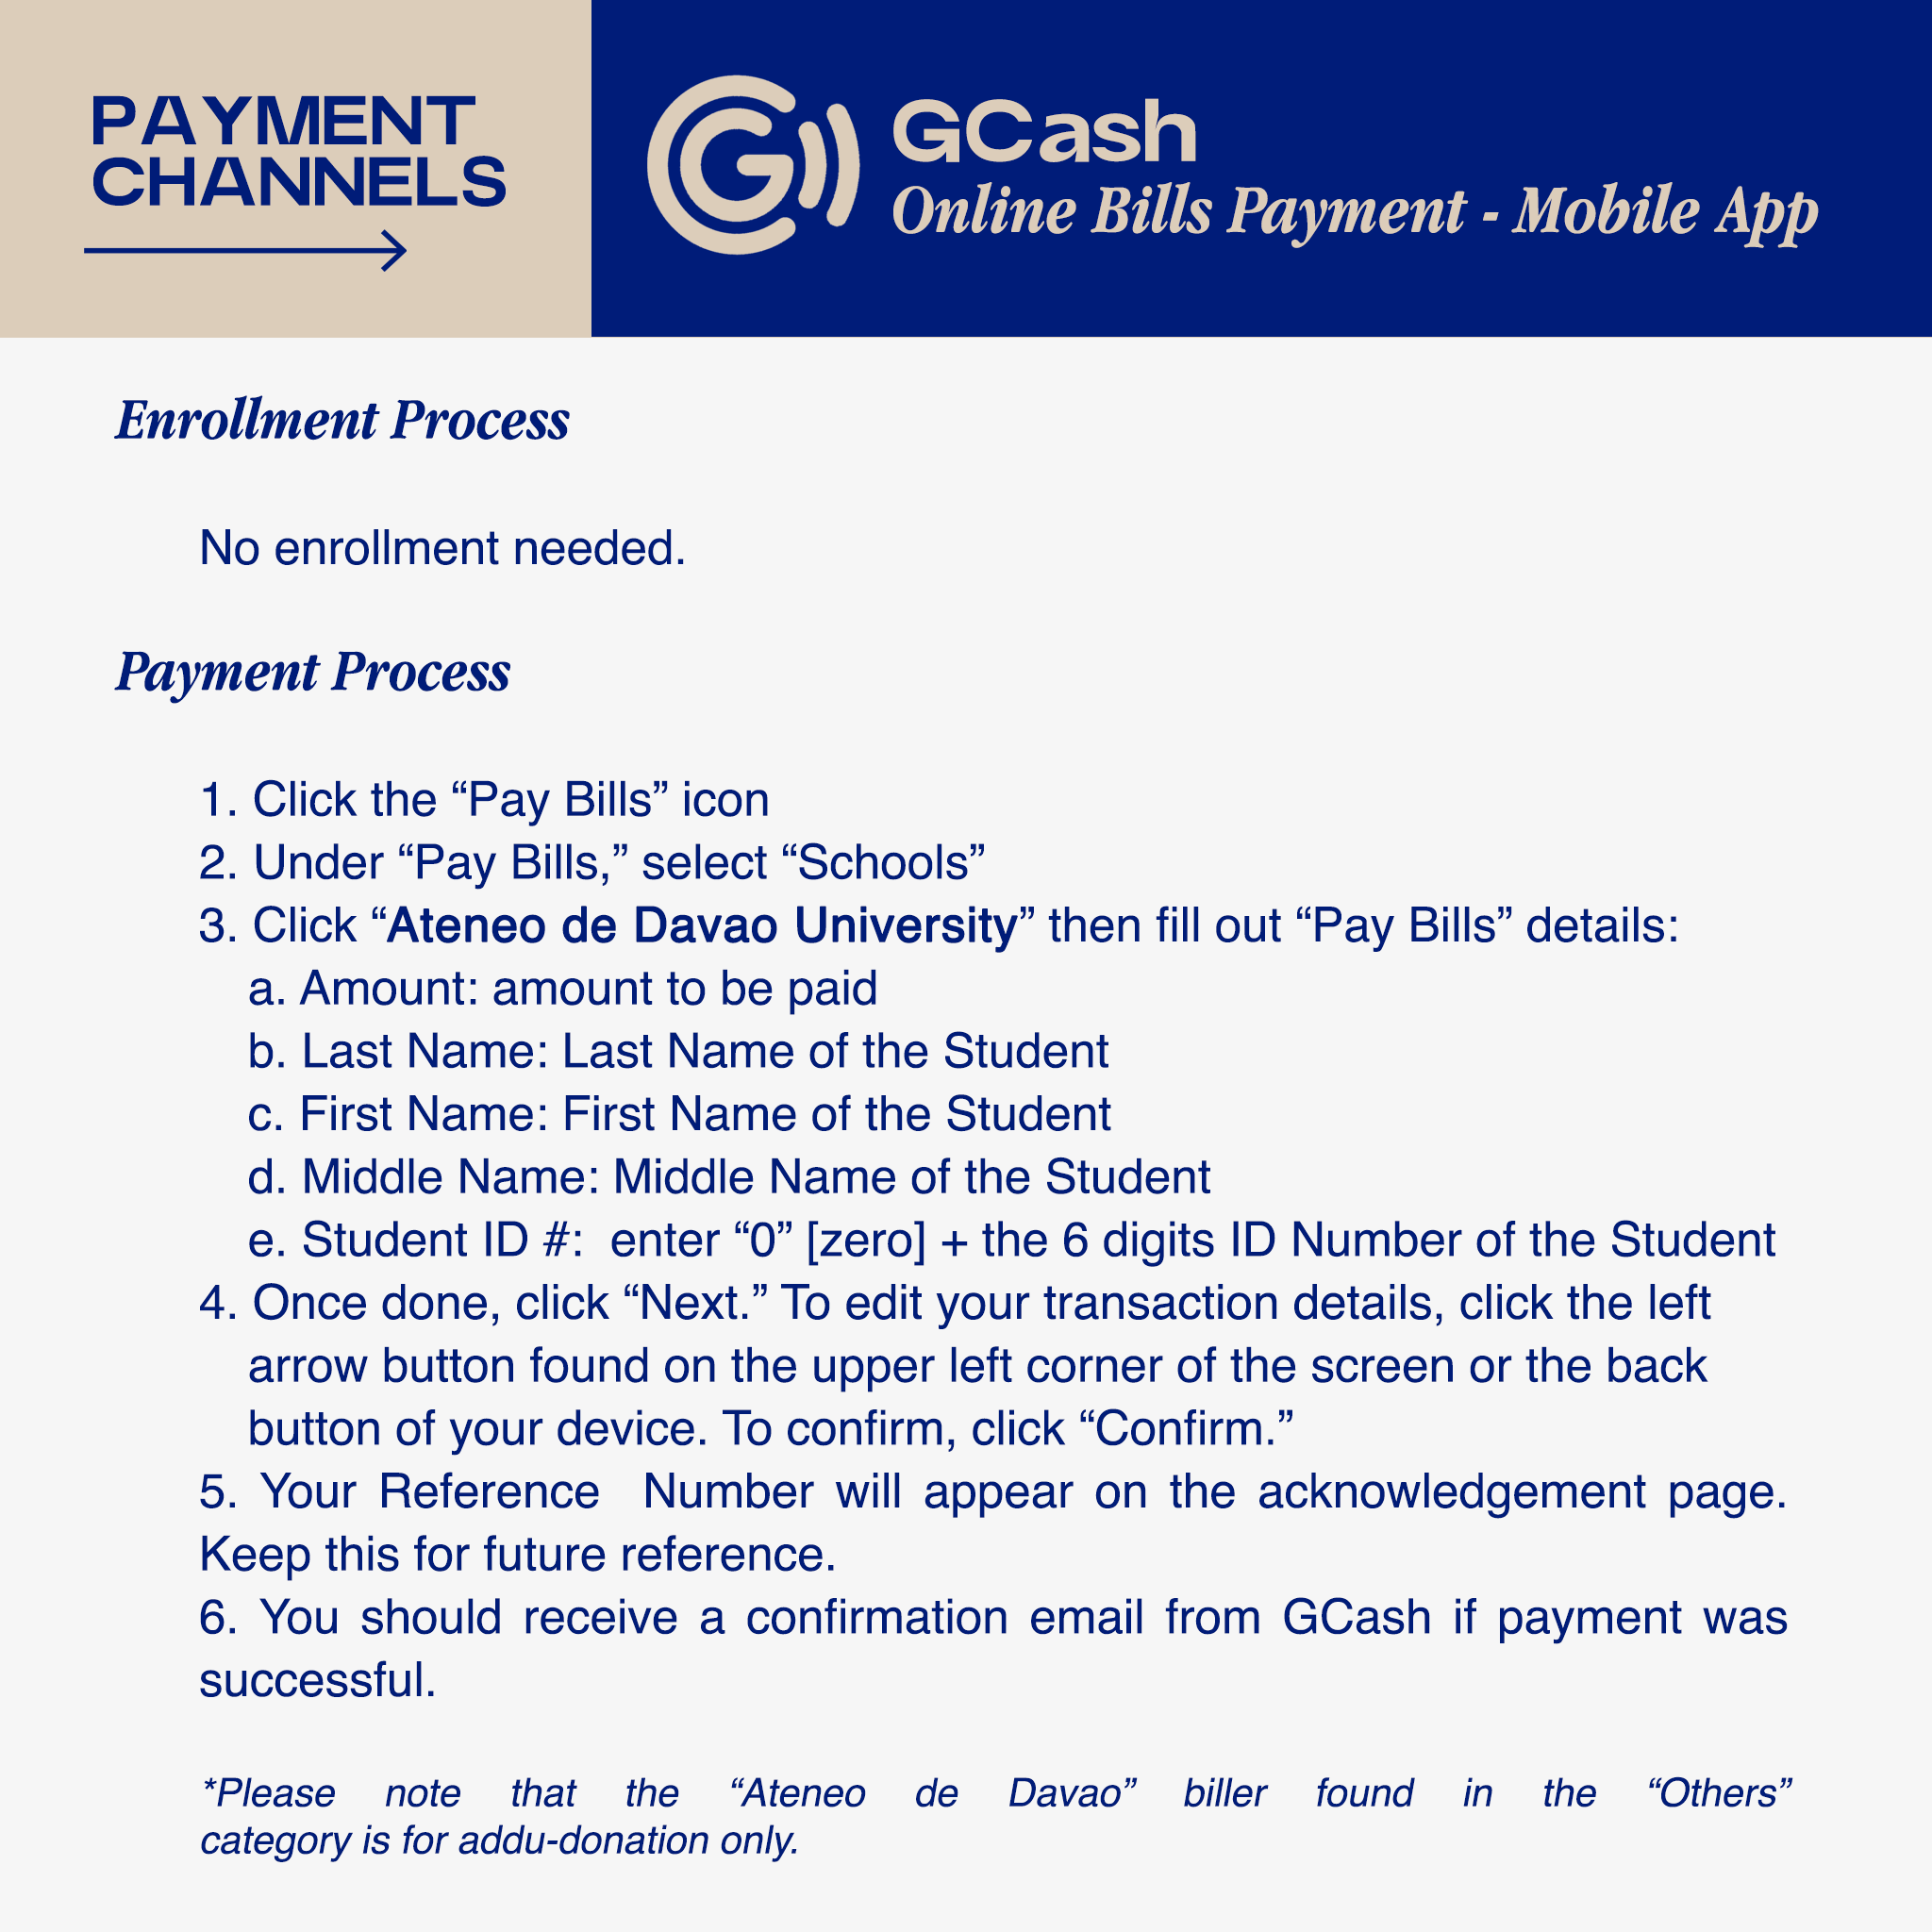 PAYMENT
CHANNELS
GCash
Online Bills Payment - Mobile App
Enrollment Process
No enrollment needed.
Payment Process
1. Click the “Pay Bills” icon
2. Under “Pay Bills,” select “Schools”
3. Click “Ateneo de Davao University” then fill out “Pay Bills” details:
a. Amount: amount to be paid
b. Last Name: Last Name of the Student
c. First Name: First Name of the Student
d. Middle Name: Middle Name of the Student
e. Student ID #:  enter “0” [zero] + the 6 digits ID Number of the Student
4. Once done, click “Next.” To edit your transaction details, click the left
arrow button found on the upper left corner of the screen or the back
button of your device. To confirm, click “Confirm.”
5. Your Reference  Number will appear on the acknowledgement page.
Keep this for future reference.
6. You should receive a confirmation email from GCash if payment was
successful.
*Please note that the “Ateneo de Davao” biller found in the “Others”
category is for addu-donation only.